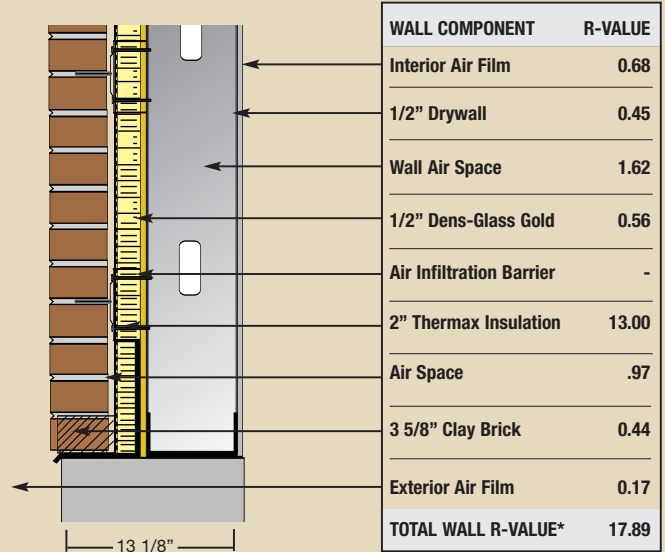 WALL COMPONENT R-VALUE
Interior Air Film 0.68
1/2” Drywall 0.45
Wall Air Space 1.62
1/2” Dens-Glass Gold 0.56
Air Infiltration Barrier -
2” Thermax Insulation 13.00
Air Space .97
3 5/8” Clay Brick 0.44
Exterior Air Film 0.17
TOTAL WALL R-VALUE* 17.89
13 1/8”